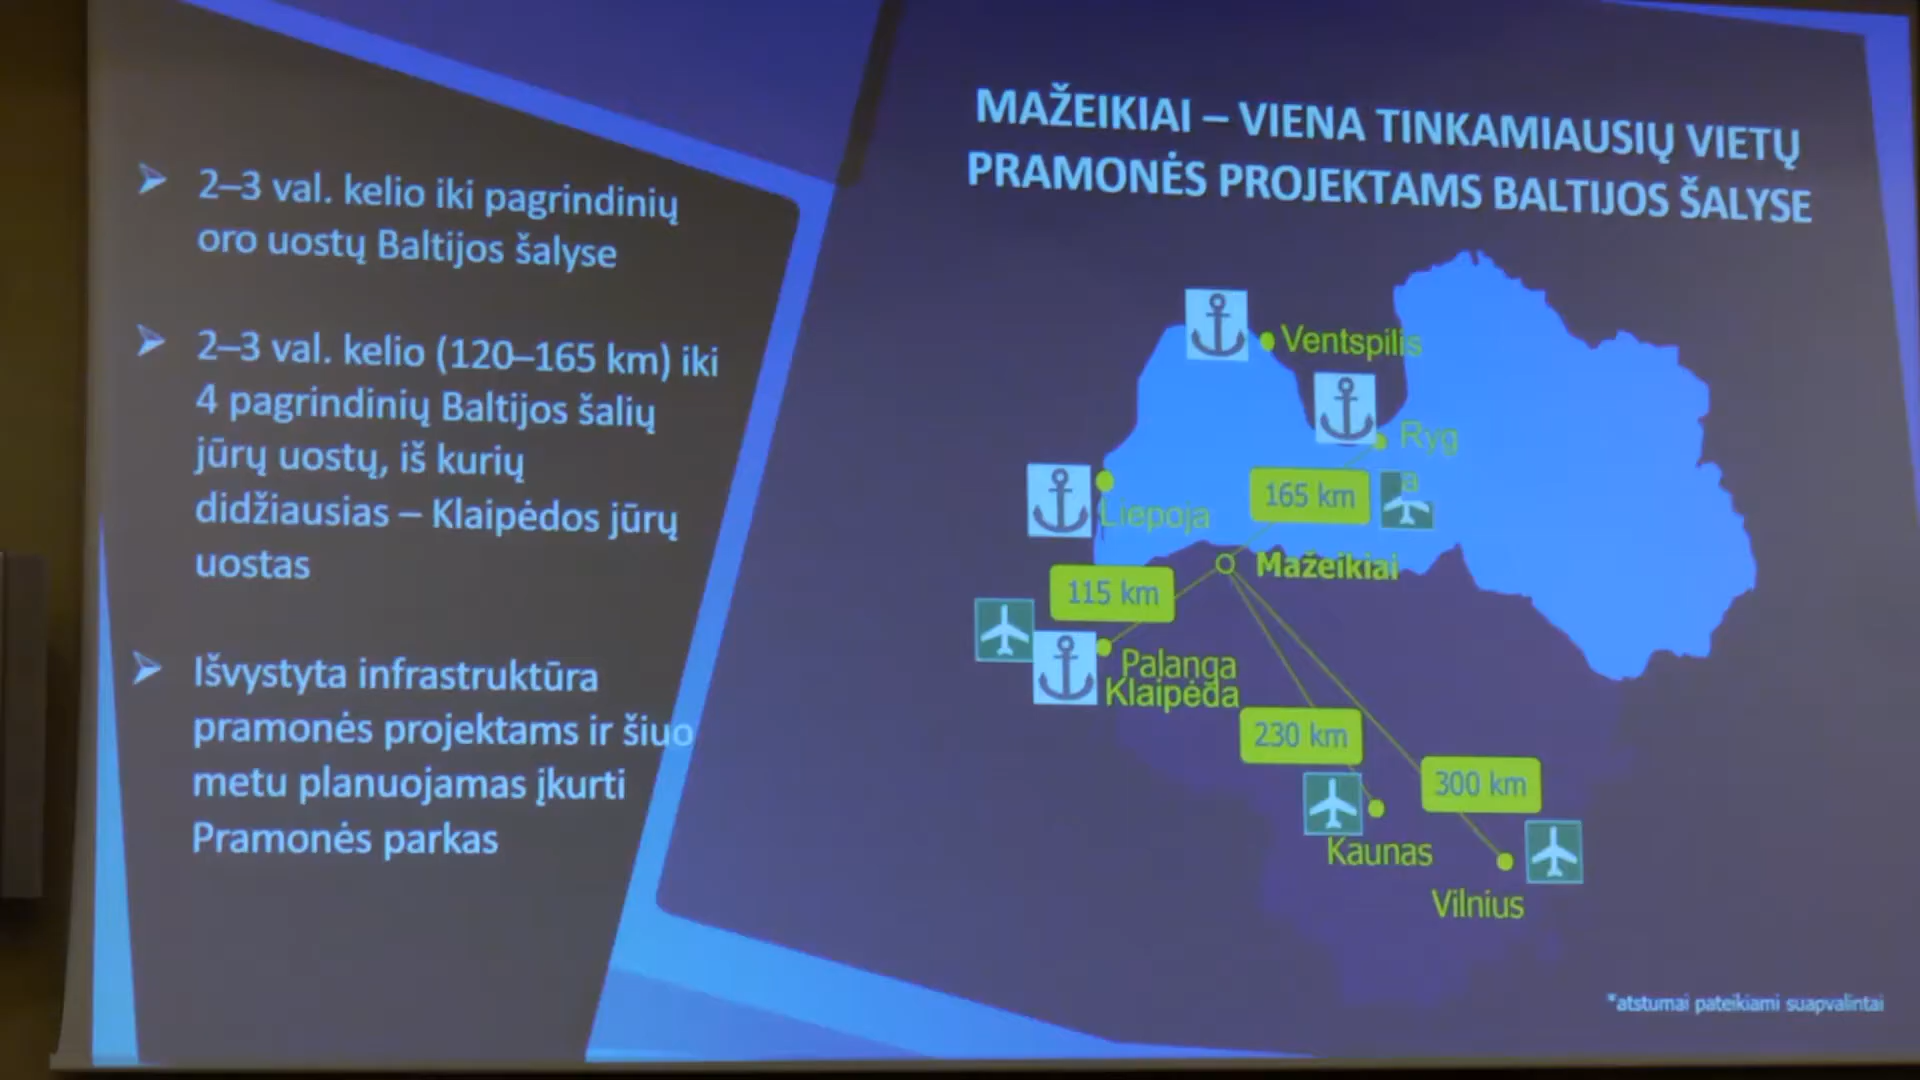 MAŽEIKIAI – VIENA TINKAMIAUSIŲ VIETŲ
PRAMONĖS PROJEKTAMS BALTIJOS ŠALYSE
2–3 val. kelio iki pagrindinių
oro uostų Baltijos šalyse
2–3 val. kelio (120–165 km) iki
4 pagrindinių Baltijos šalių
jūrų uostų, iš kurių
didžiausias – Klaipėdos jūrų
uostas
Išvystyta infrastruktūra
pramonės projektams ir šiuo
metu planuojamas įkurti
Pramonės parkas
Ventspilis
Ryg
a
165 km
Liepoja
Mažeikiai
115 km
Palanga
Klaipėda
230 km
300 km
Kaunas
Vilnius
*atstumai pateikiami suapvalintai